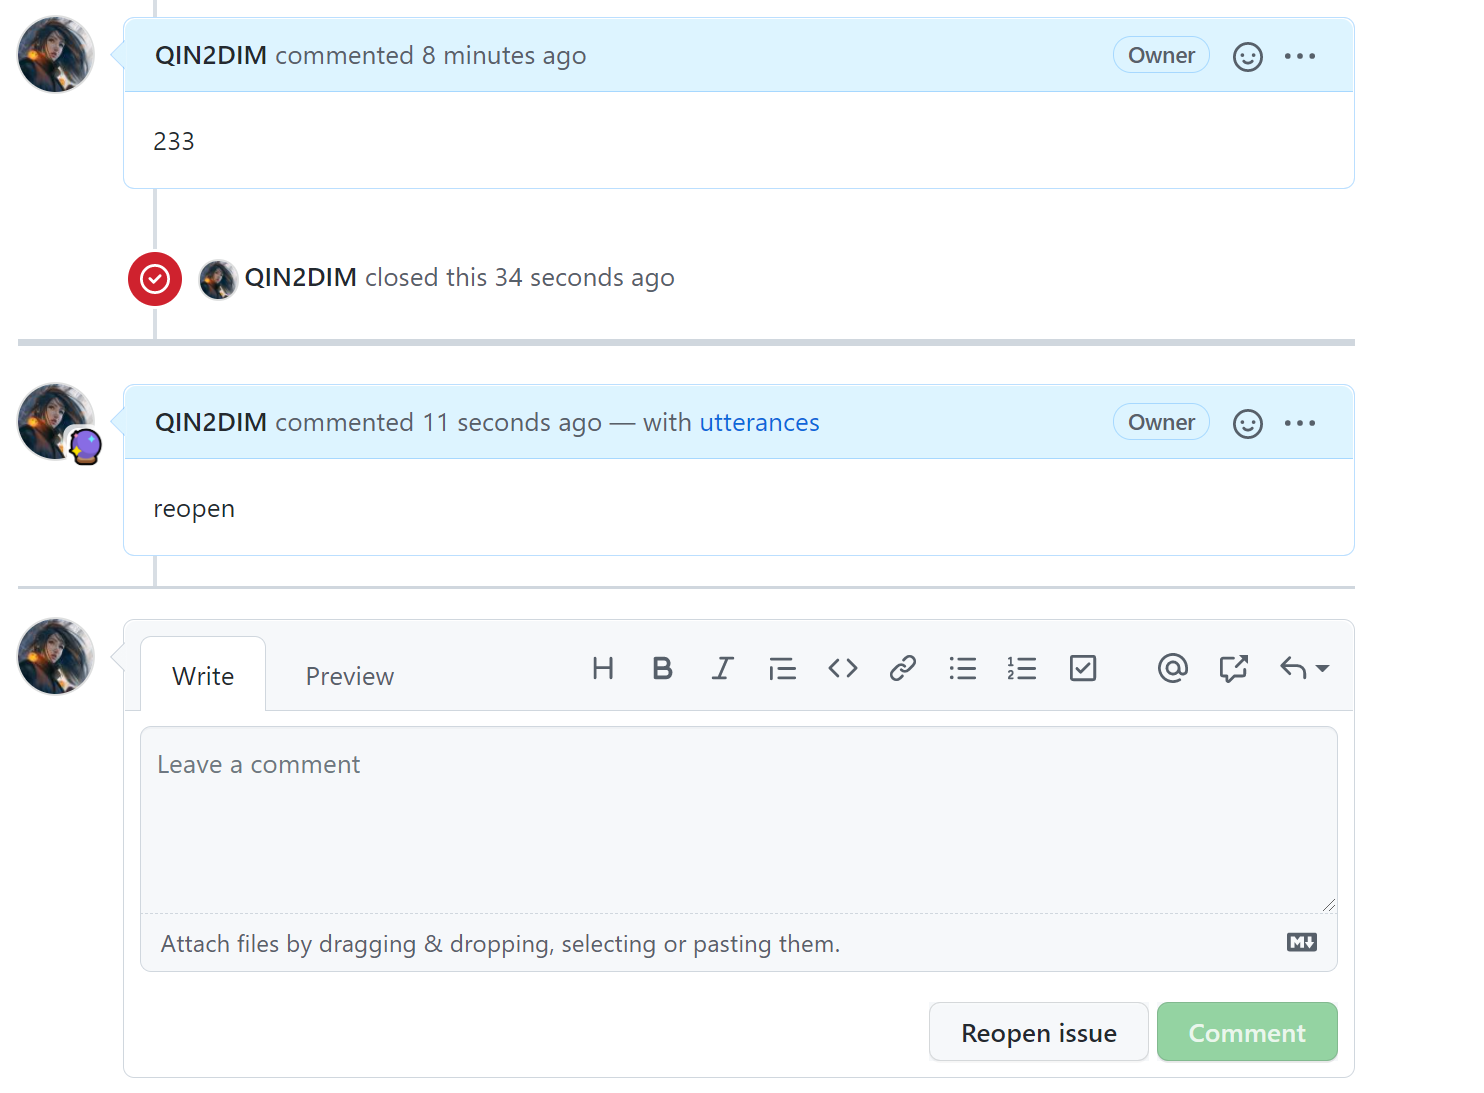 QIN2DIM commented 8 minutes ago Owner
233
QIN2DIM closed this 34 seconds ago
QIN2DIM commented 11 seconds ago — with utterances Owner
reopen
Write Preview
Leave a comment
Attach files by dragging & dropping, selecting or pasting them.
Reopen issue Comment